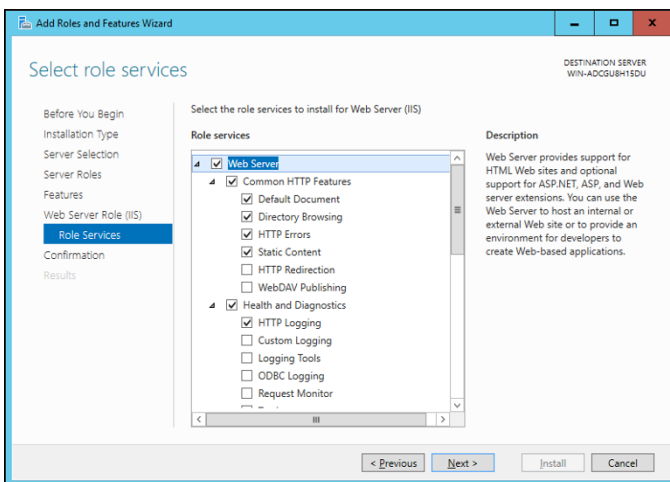 Add Roles and Features Wizard
Select role services
DESTINATION SERVER
WIN-ADCGU8H15DU
Before You Begin
Installation Type
Server Selection
Server Roles
Features
Web Server Role (IIS)
Role Services
Confirmation
Results
Select the role services to install for Web Server (IIS)
Role services
Web Server
Common HTTP Features
Default Document
Directory Browsing
HTTP Errors
Static Content
HTTP Redirection
WebDAV Publishing
Health and Diagnostics
HTTP Logging
Custom Logging
Logging Tools
ODBC Logging
Request Monitor
Description
Web Server provides support for
HTML Web sites and optional
support for ASP.NET, ASP, and Web
server extensions. You can use the
Web Server to host an internal or
external Web site or to provide an
environment for developers to
create Web-based applications.
< Previous
Next >
Install
Cancel